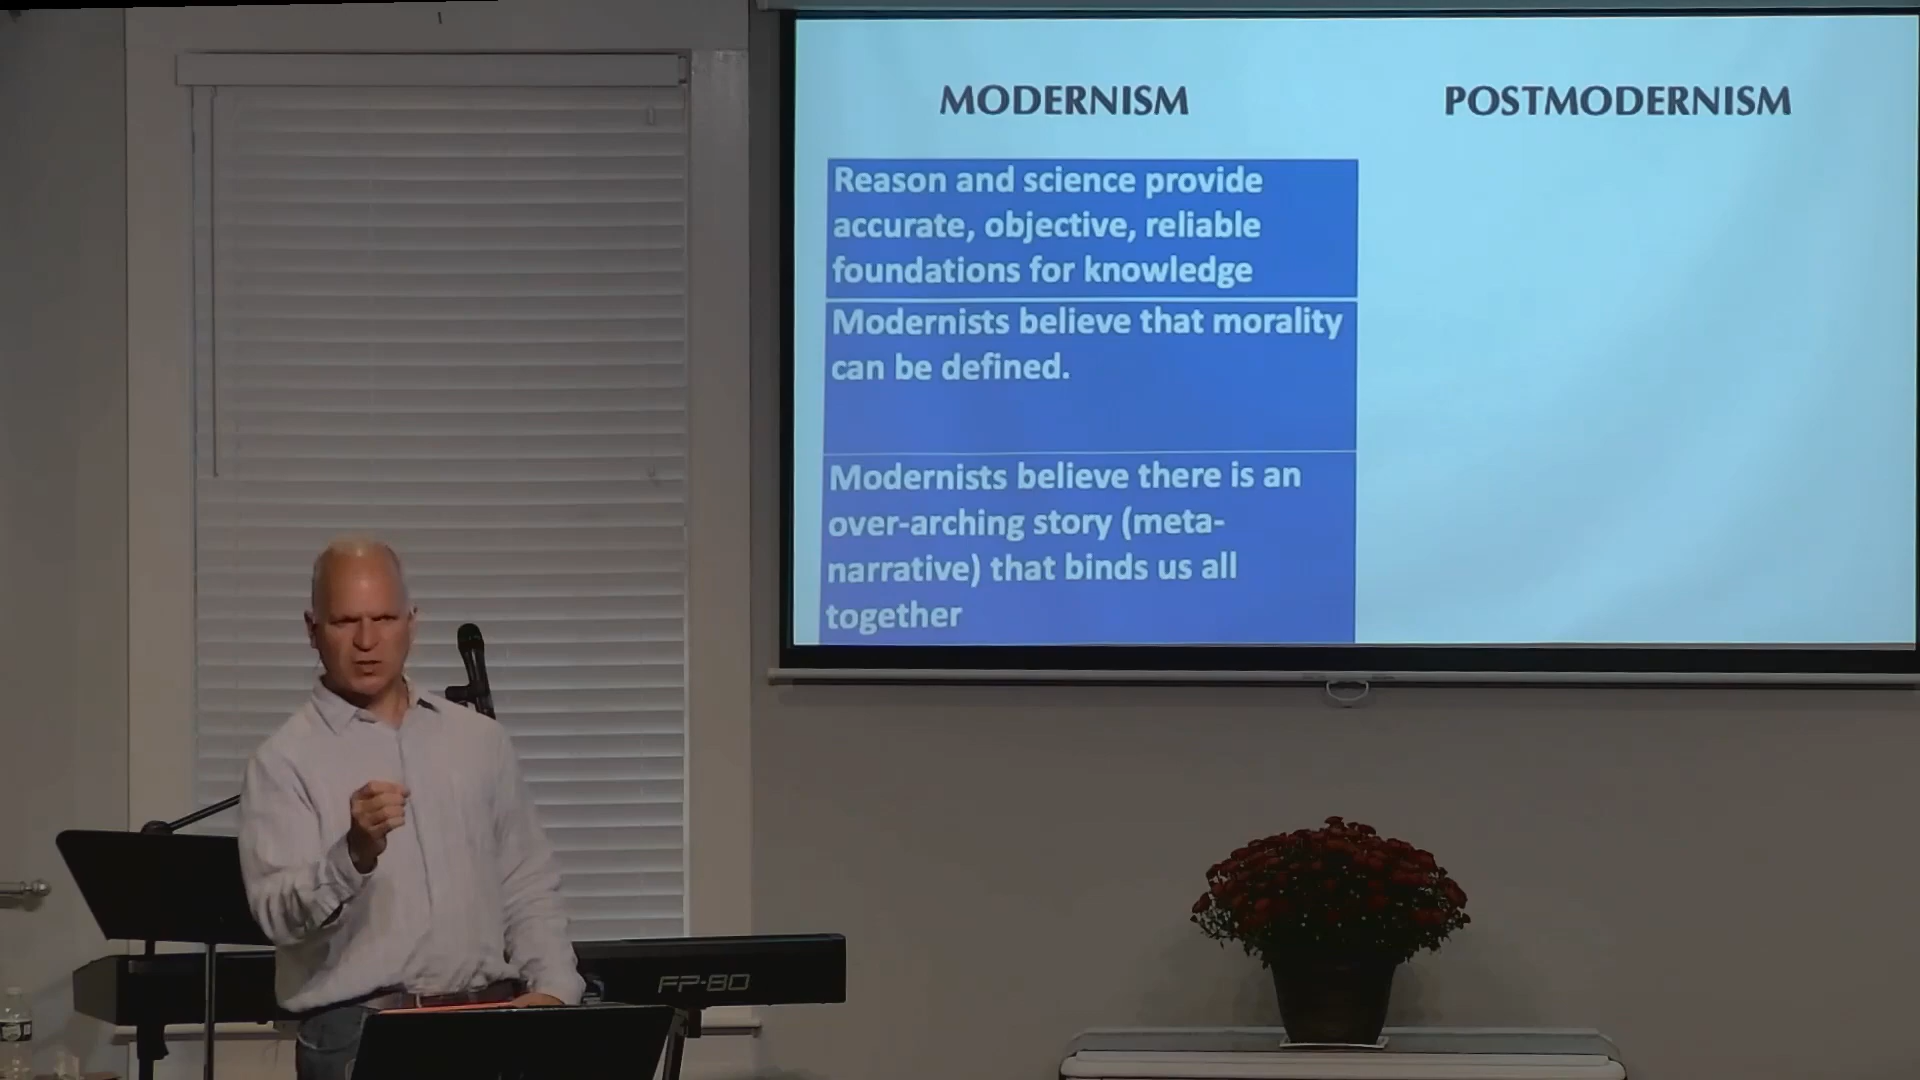 MODERNISM
POSTMODERNISM
Reason and science provide
accurate, objective, reliable
foundations for knowledge
Modernists believe that morality
can be defined.
Modernists believe there is an
over-arching story (meta-
narrative) that binds us all
together
FP-80